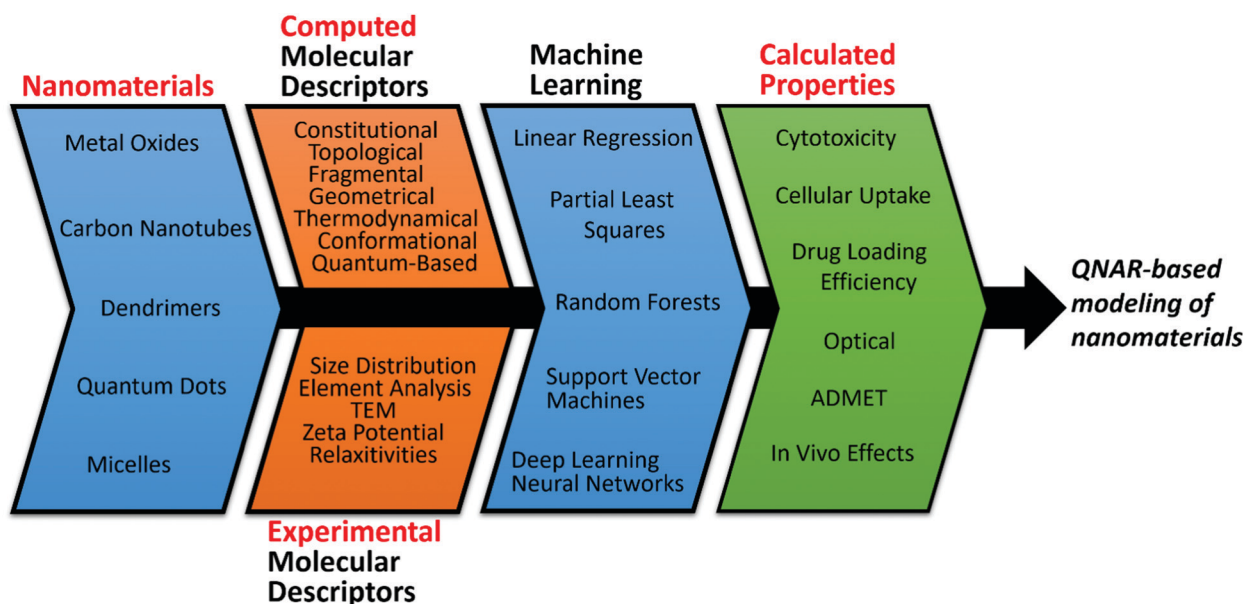 Nanomaterials
Metal Oxides
Carbon Nanotubes
Dendrimers
Quantum Dots
Micelles
Computed
Molecular
Descriptors
Constitutional
Topological
Fragmental
Geometrical
Thermodynamical
Conformational
Quantum-Based
Size Distribution
Element Analysis
TEM
Zeta Potential
Relaxitivities
Experimental
Molecular
Descriptors
Machine
Learning
Linear Regression
Partial Least
Squares
Random Forests
Support Vector
Machines
Deep Learning
Neural Networks
Calculated
Properties
Cytotoxicity
Cellular Uptake
Drug Loading
Efficiency
Optical
ADMET
In Vivo Effects
QNAR-based
modeling of
nanomaterials